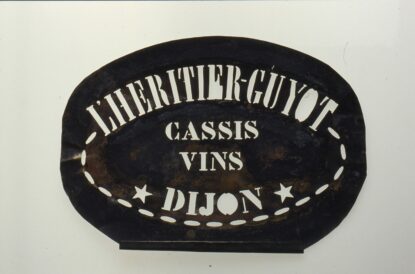 L'HERITIER-GUYOT
CASSIS
VINS
DIJON